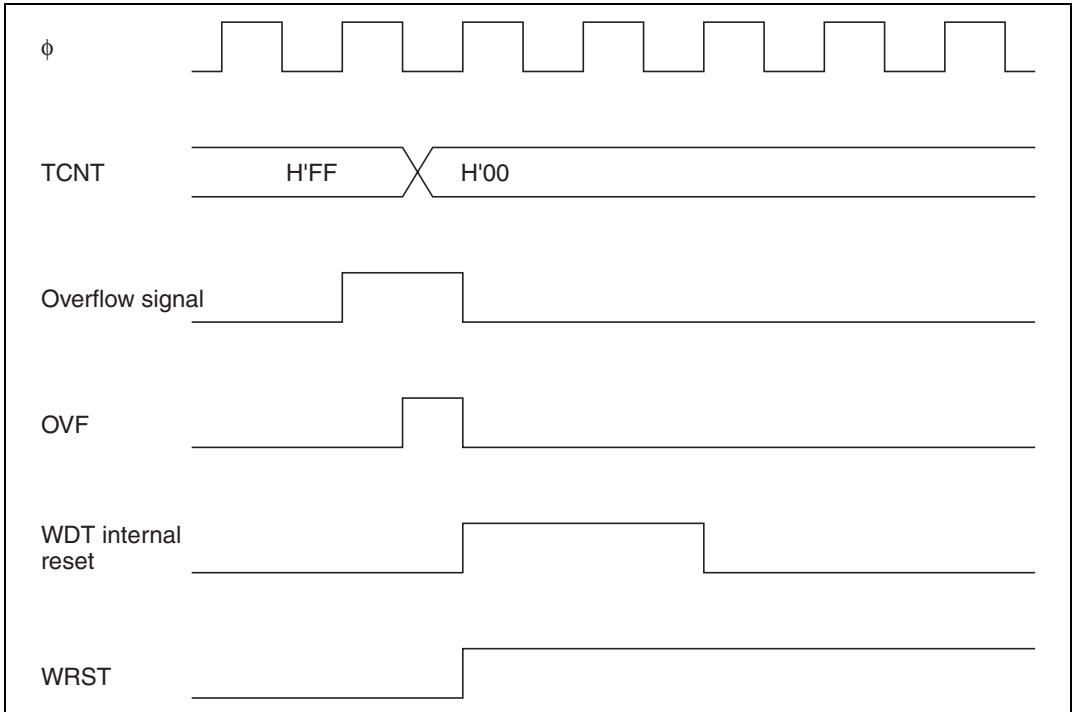 ϕ
TCNT
H'FF
H'00
Overflow signal
OVF
WDT internal
reset
WRST